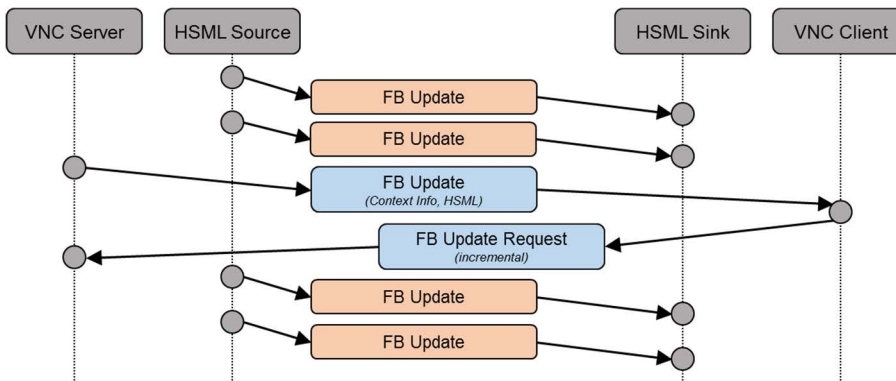 VNC Server
HSML Source
HSML Sink
VNC Client
FB Update
FB Update
FB Update
(Context Info, HSML)
FB Update Request
(incremental)
FB Update
FB Update